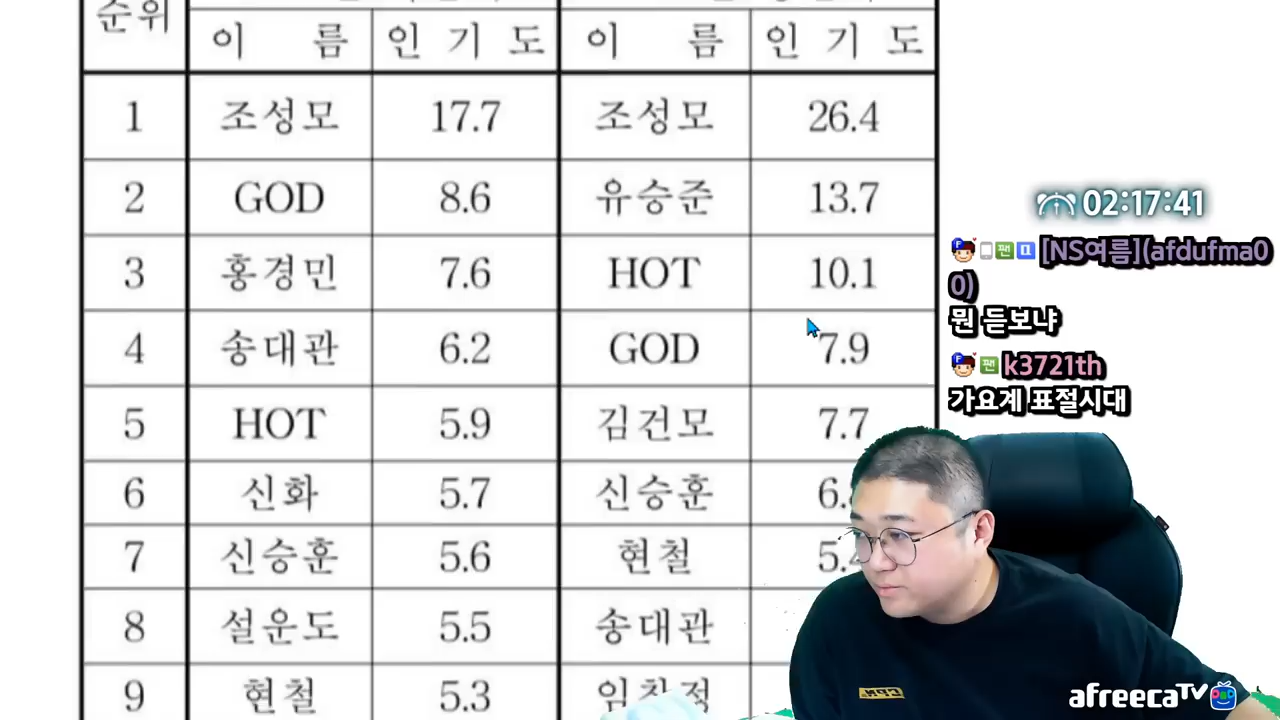 순위
이 름 인 기 도 이 름 인 기 도
1 조성모 17.7 조성모 26.4
2 GOD 8.6 유승준 13.7
3 홍경민 7.6 HOT 10.1
4 송대관 6.2 GOD 7.9
5 HOT 5.9 김건모 7.7
6 신화 5.7 신승훈
7 신승훈 5.6 현철
8 설운도 5.5 송대관
9 현철 5.3
02:17:41
팬 [NS여름](afdufma0
0)
뭔 듣보냐
팬 k3721th
가요계 표절시대
afreecaTV